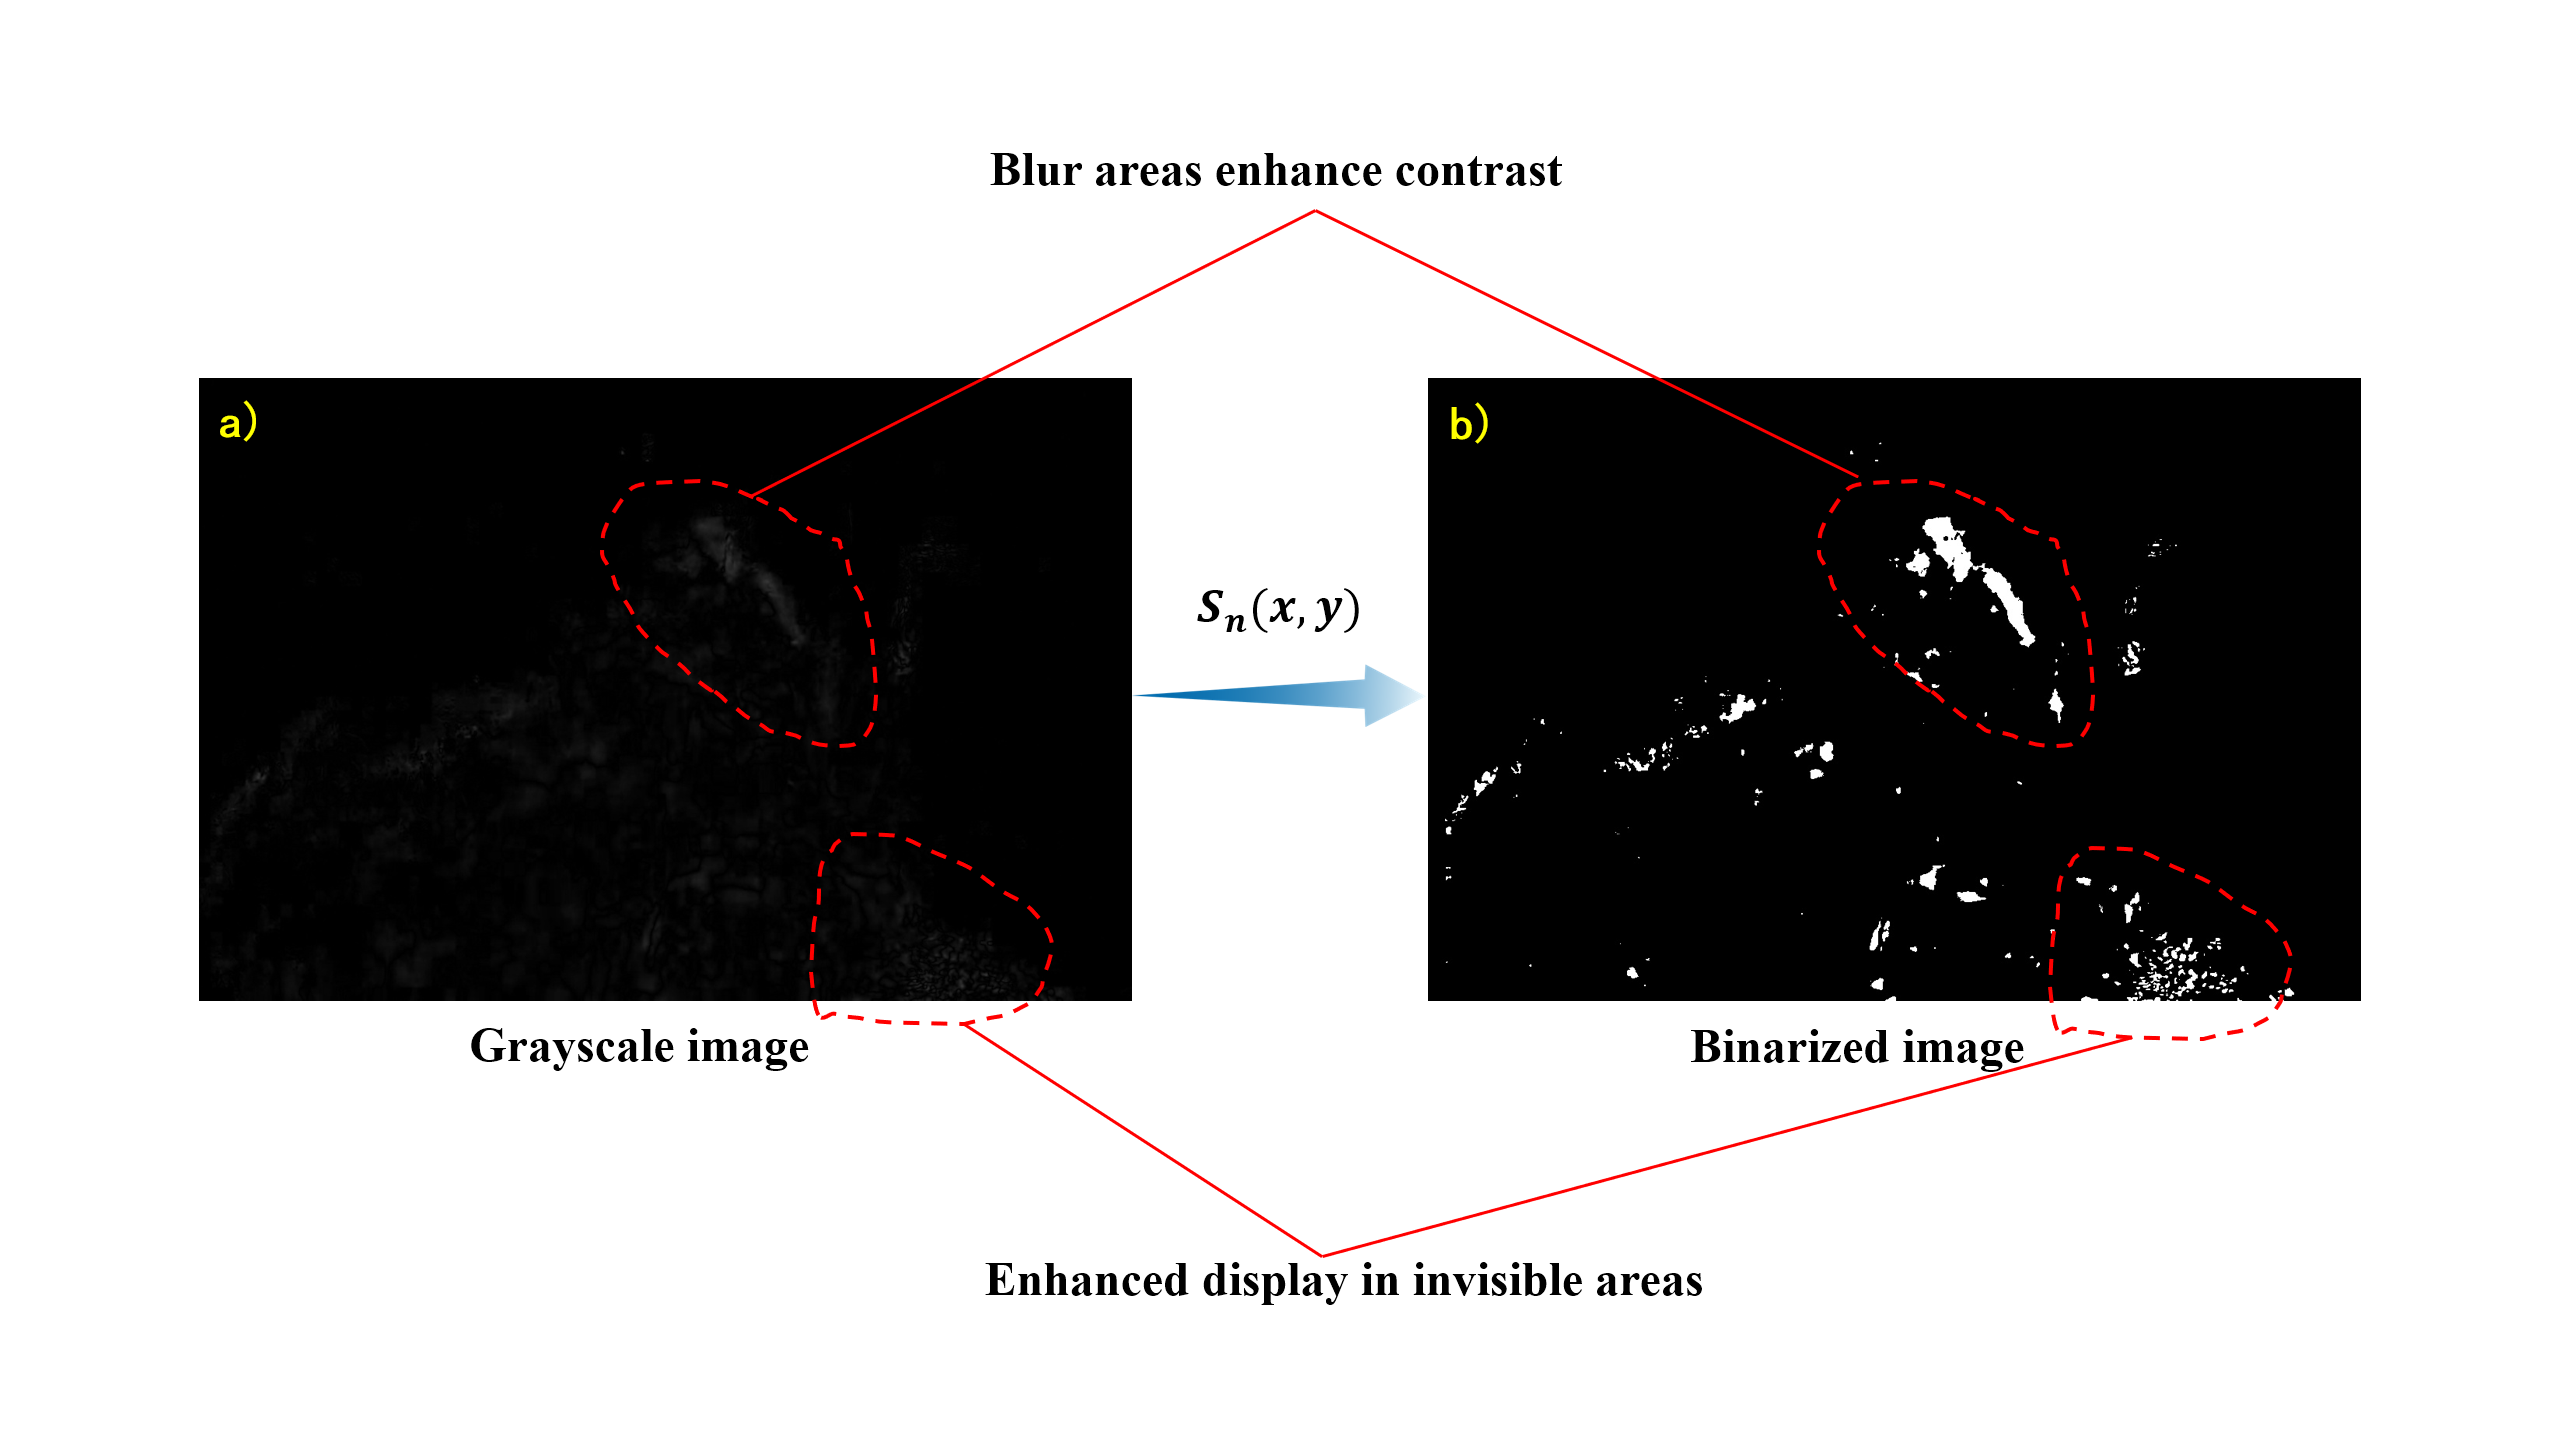 Blur areas enhance contrast
a)
b)
Sn(x, y)
Grayscale image
Binarized image
Enhanced display in invisible areas